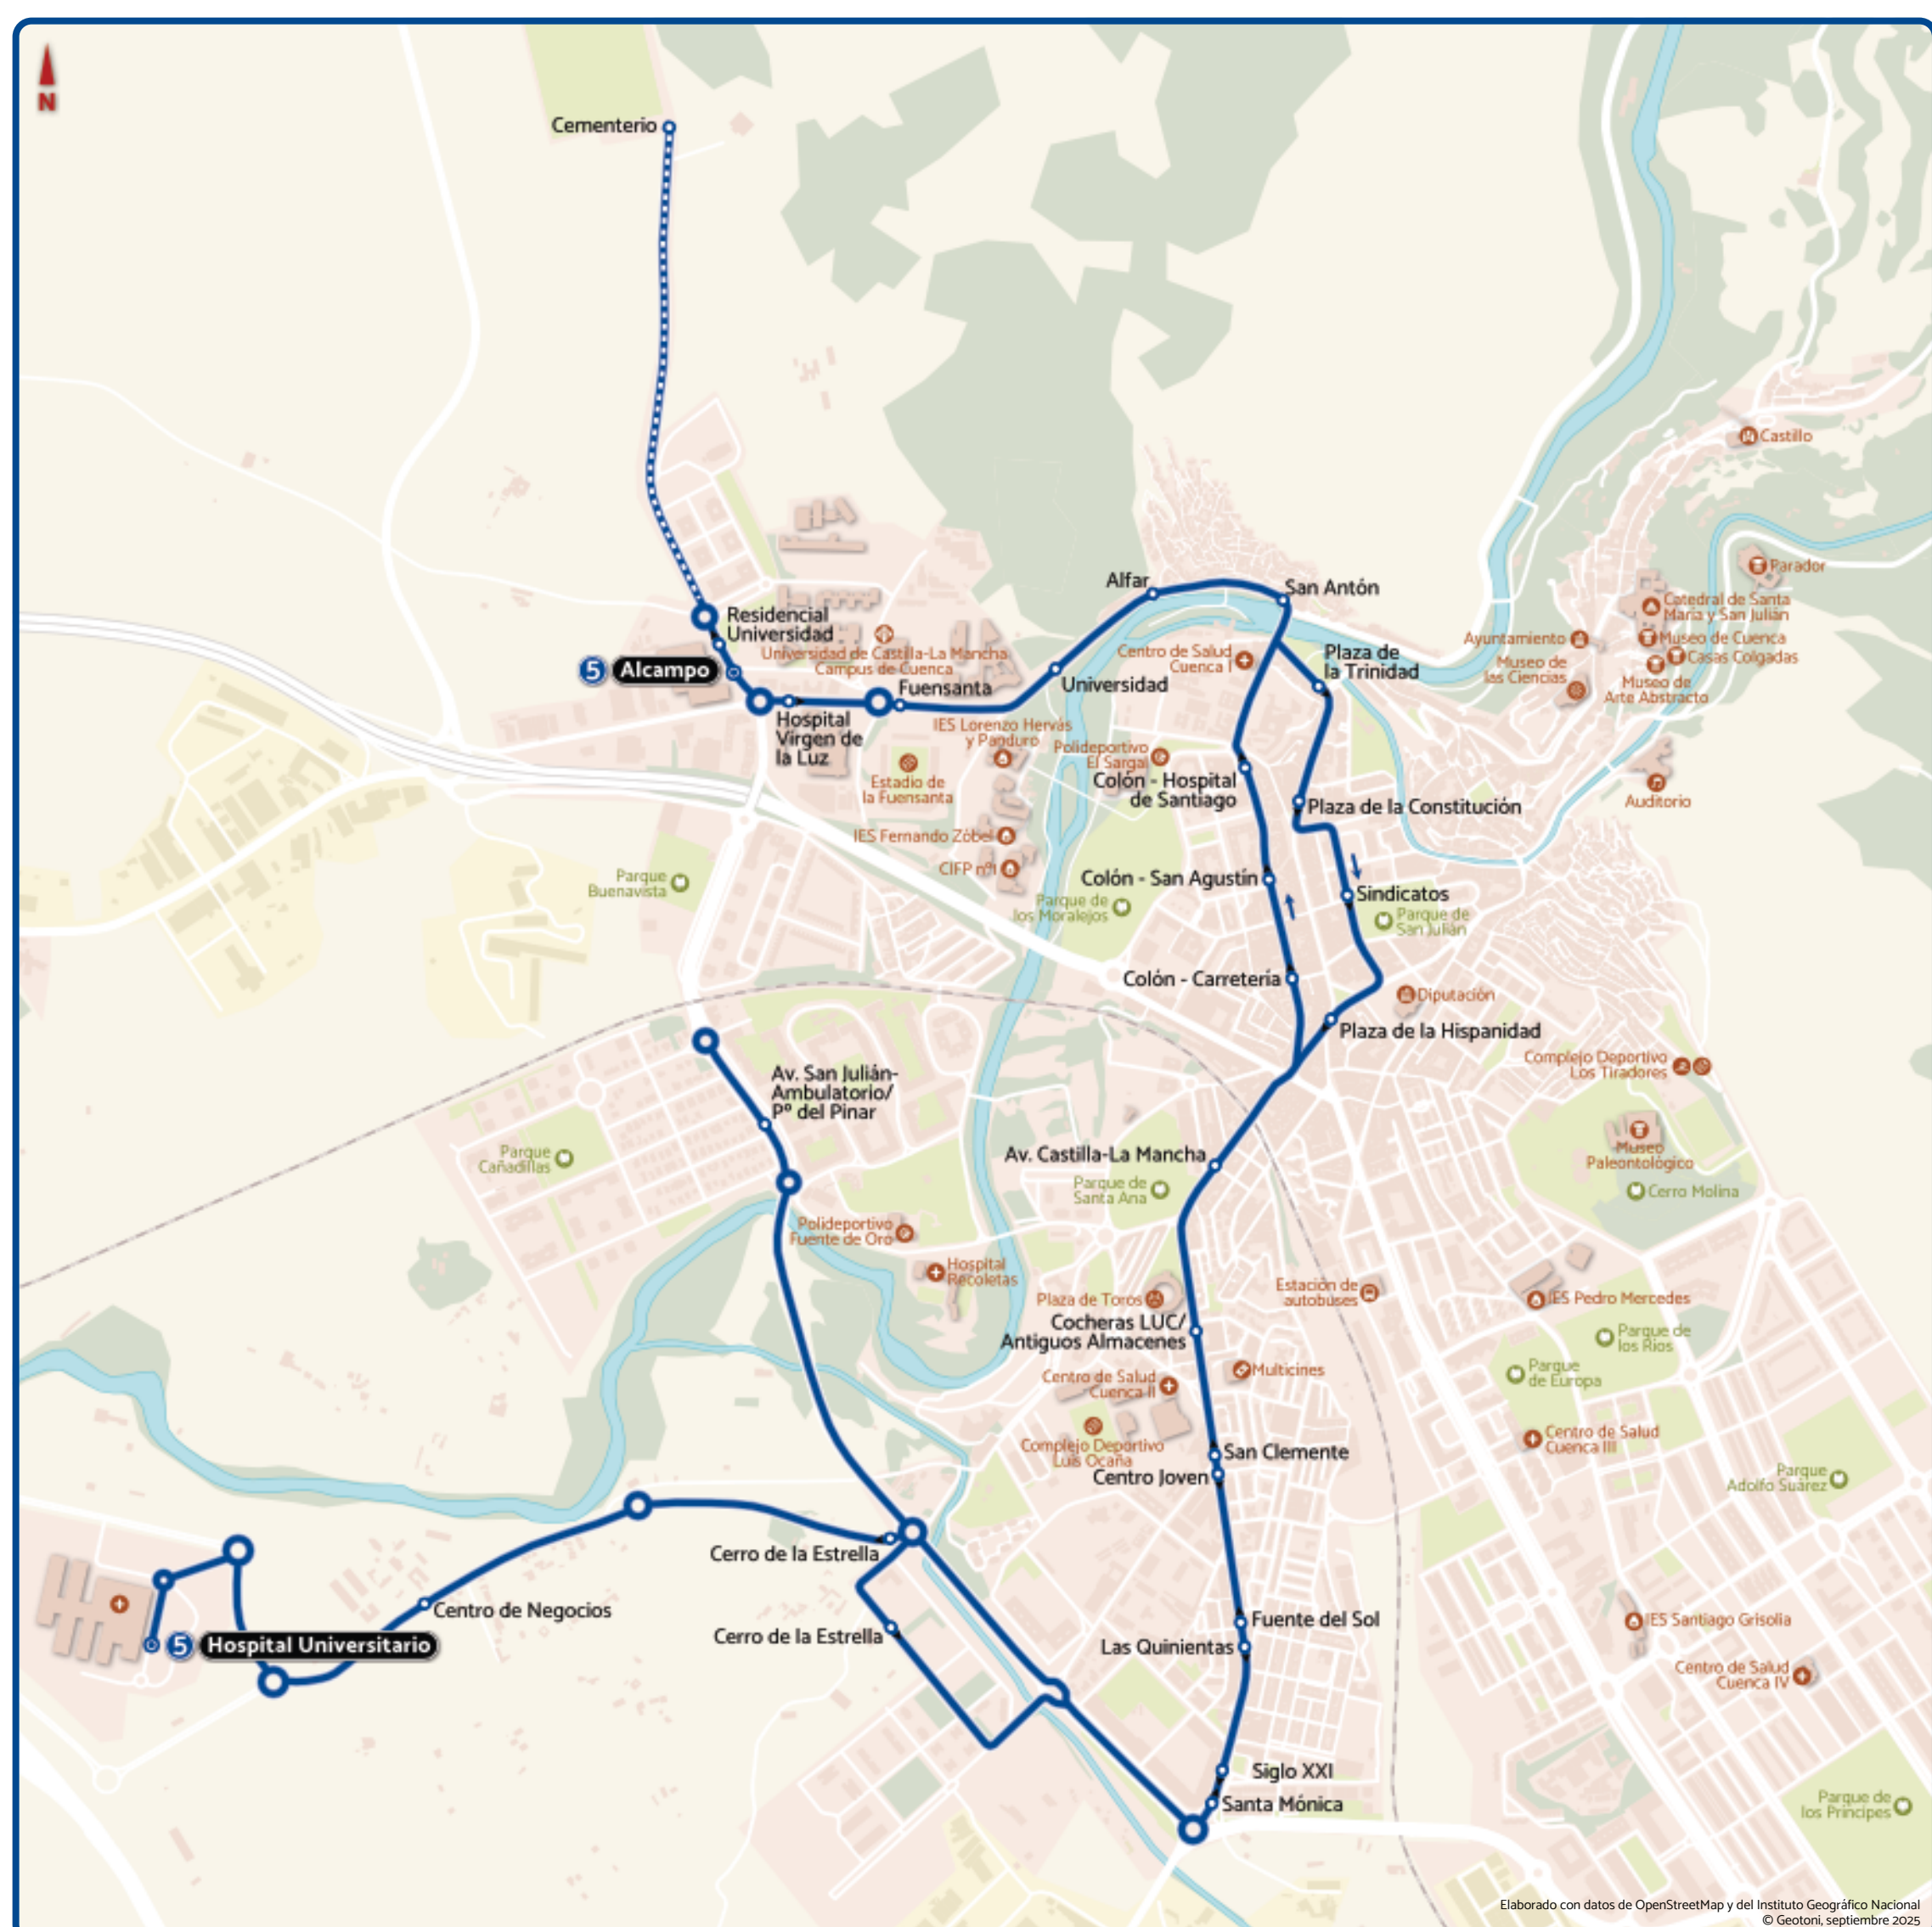 N
Cementerio
Castillo
Parador
Catedral de Santa
María y San Julián
Ayuntamiento
Museo de Cuenca
Casas Colgadas
Museo de
las Ciencias
Museo de
Arte Abstracto
Auditorio
Alfar
San Antón
Residencial
Universidad
Universidad de Castilla-La Mancha
Campus de Cuenca
5 Alcampo
Fuensanta
Universidad
Centro de Salud
Cuenca I
Plaza de
la Trinidad
Hospital
Virgen de
la Luz
IES Lorenzo Hervás
y Panduro
Polideportivo
El Sargal
Estadio de
la Fuensanta
Colón - Hospital
de Santiago
Plaza de la Constitución
IES Fernando Zóbel
CIFP nº1
Parque
Buenavista
Colón - San Agustín
Parque de
los Moralejos
Sindicatos
Parque de
San Julián
Colón - Carretería
Diputación
Plaza de la Hispanidad
Complejo Deportivo
Los Tiradores
Av. San Julián-
Ambulatorio/
Pº del Pinar
Parque
Cañadillas
Av. Castilla-La Mancha
Parque de
Santa Ana
Museo
Paleontológico
Cerro Molina
Polideportivo
Fuente de Oro
Hospital
Recoletas
Plaza de Toros
Estación de
autobuses
IES Pedro Mercedes
Cocheras LUC/
Antiguos Almacenes
Parque de
los Ríos
Centro de Salud
Cuenca II
Multicines
Parque
de Europa
Complejo Deportivo
Luis Ocaña
San Clemente
Centro Joven
Centro de Salud
Cuenca III
Parque
Adolfo Suárez
Cerro de la Estrella
Centro de Negocios
5 Hospital Universitario
Cerro de la Estrella
Fuente del Sol
Las Quinientas
IES Santiago Grisolía
Centro de Salud
Cuenca IV
Siglo XXI
Santa Mónica
Parque de
los Príncipes
Elaborado con datos de OpenStreetMap y del Instituto Geográfico Nacional
© Geotoni, septiembre 2025